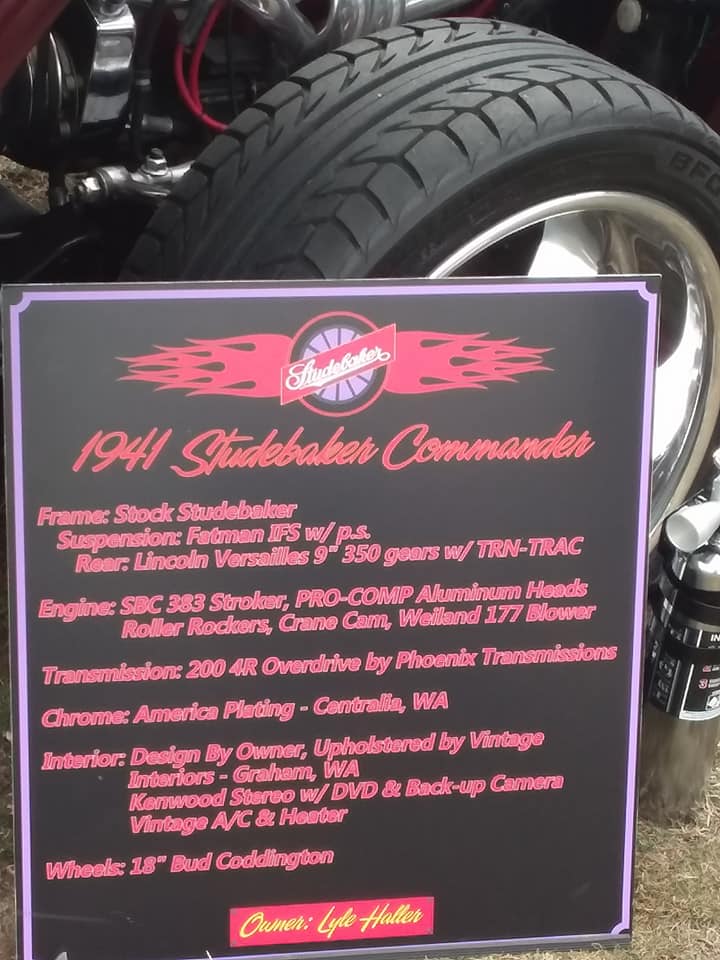 BFG
Studebaker
1941 Studebaker Commander
Frame: Stock Studebaker
Suspension: Fatman IFS w/ p.s.
Rear: Lincoln Versailles 9" 350 gears w/ TRN-TRAC
Engine: SBC 383 Stroker, PRO-COMP Aluminum Heads
Roller Rockers, Crane Cam, Weiland 177 Blower
Transmission: 200 4R Overdrive by Phoenix Transmissions
Chrome: America Plating - Centralia, WA
Interior: Design By Owner, Upholstered by Vintage
Interiors - Graham, WA
Kenwood Stereo w/ DVD & Back-up Camera
Vintage A/C & Heater
Wheels: 18" Bud Coddington
Owner: Lyle Haller